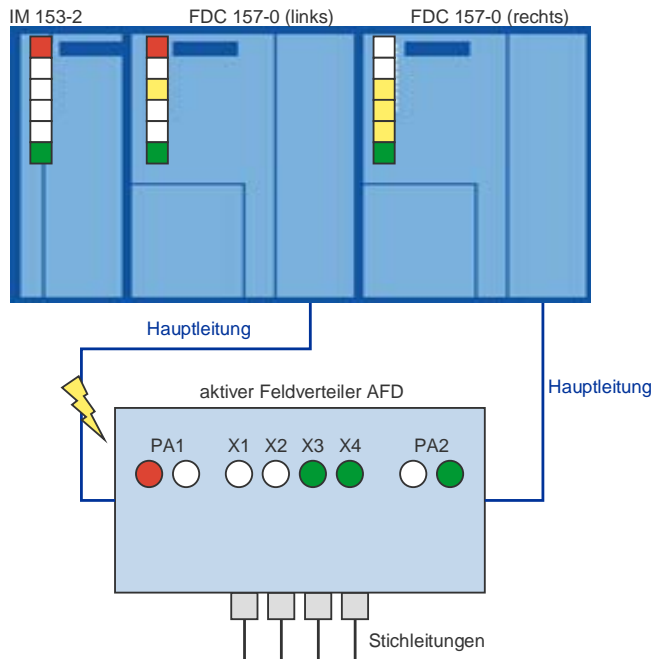 IM 153-2 FDC 157-0 (links) FDC 157-0 (rechts)
Hauptleitung
Hauptleitung
aktiver Feldverteiler AFD
PA1 X1 X2 X3 X4 PA2
Stichleitungen